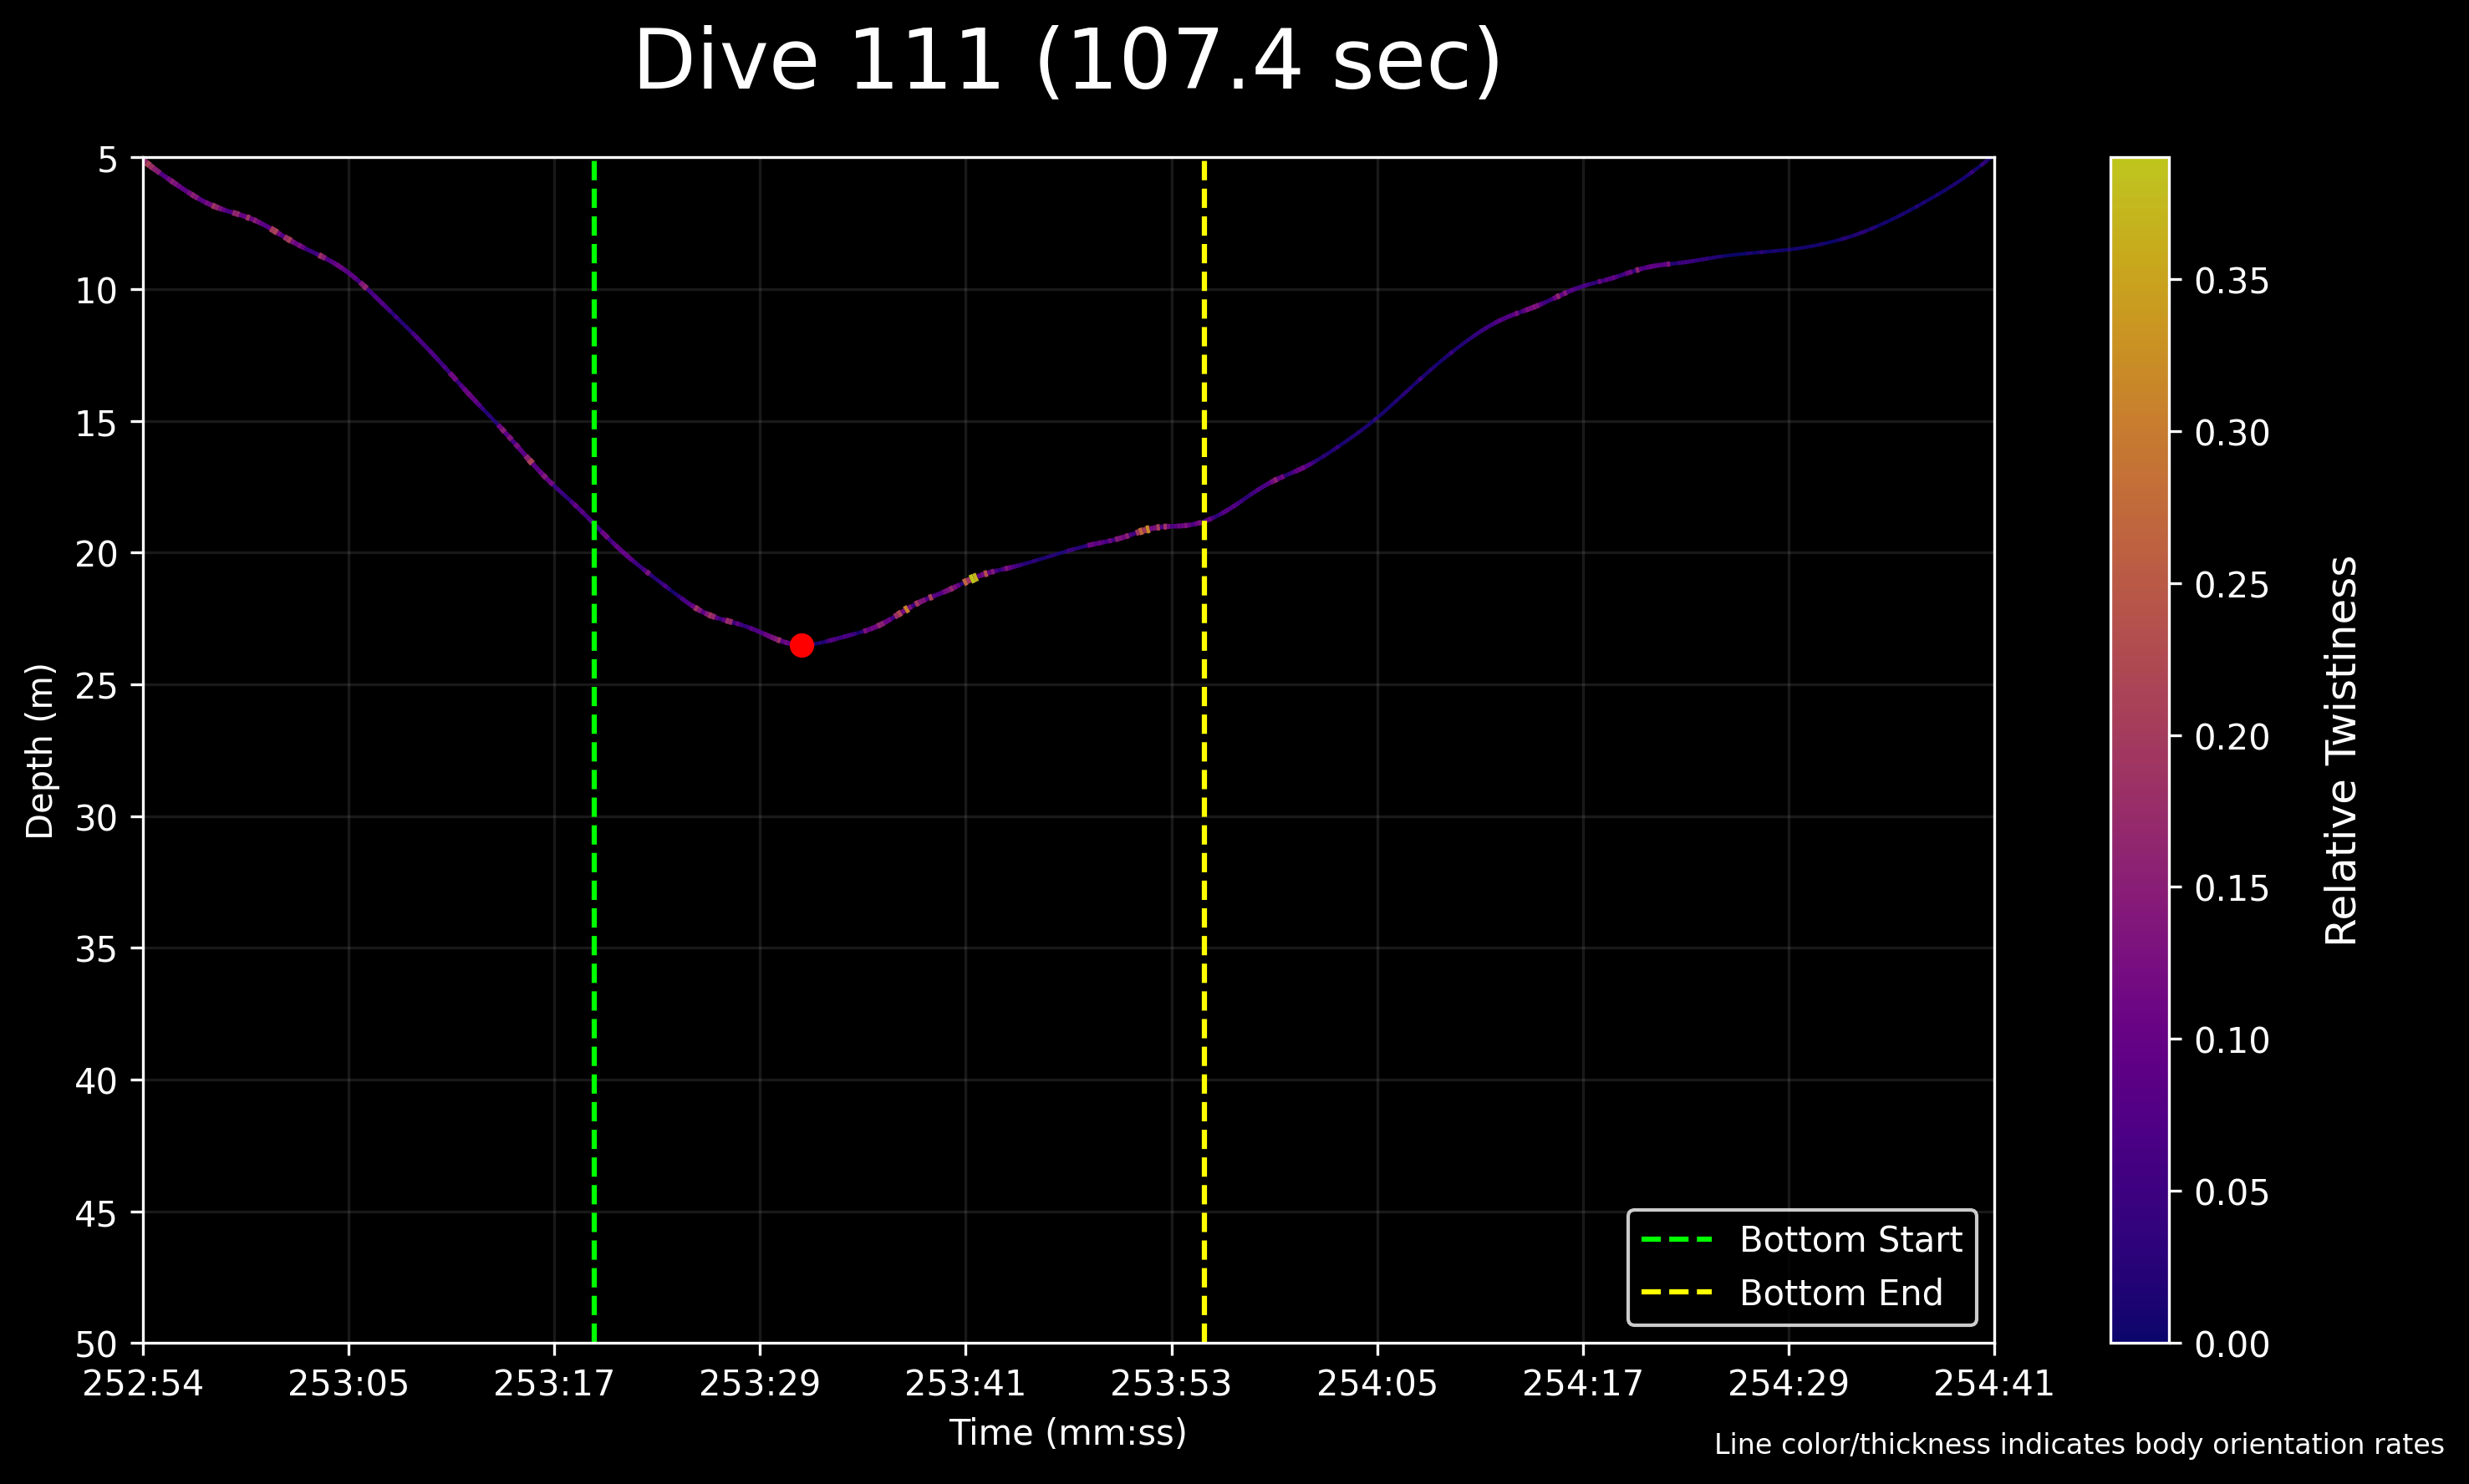 Dive 111 (107.4 sec)
5
10
15
20
25
30
35
40
45
50
Depth (m)
252:54 253:05 253:17 253:29 253:41 253:53 254:05 254:17 254:29 254:41
Time (mm:ss)
Bottom Start
Bottom End
0.35
0.30
0.25
0.20
0.15
0.10
0.05
0.00
Relative Twistiness
Line color/thickness indicates body orientation rates